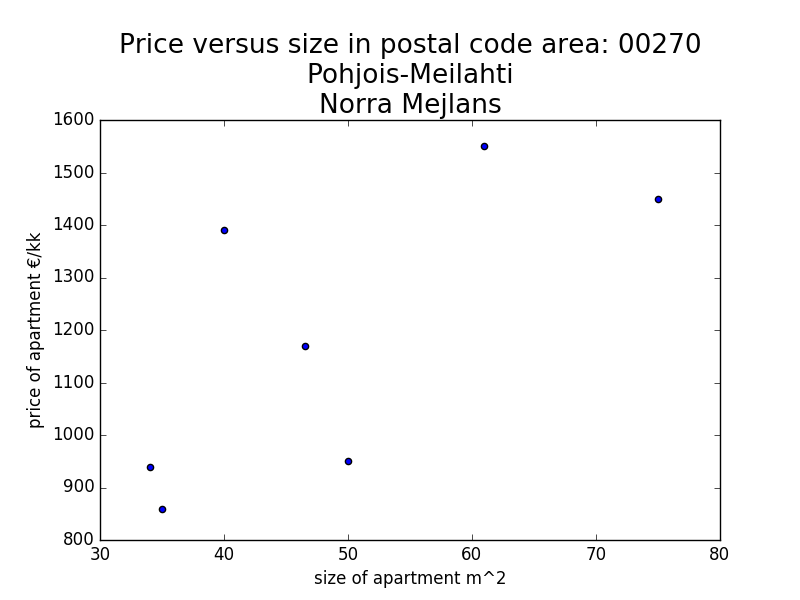 Price versus size in postal code area: 00270
Pohjois-Meilahti
Norra Mejlans
1600
1500
1400
1300
1200
1100
1000
900
800
price of apartment €/kk
30 40 50 60 70 80
size of apartment m^2